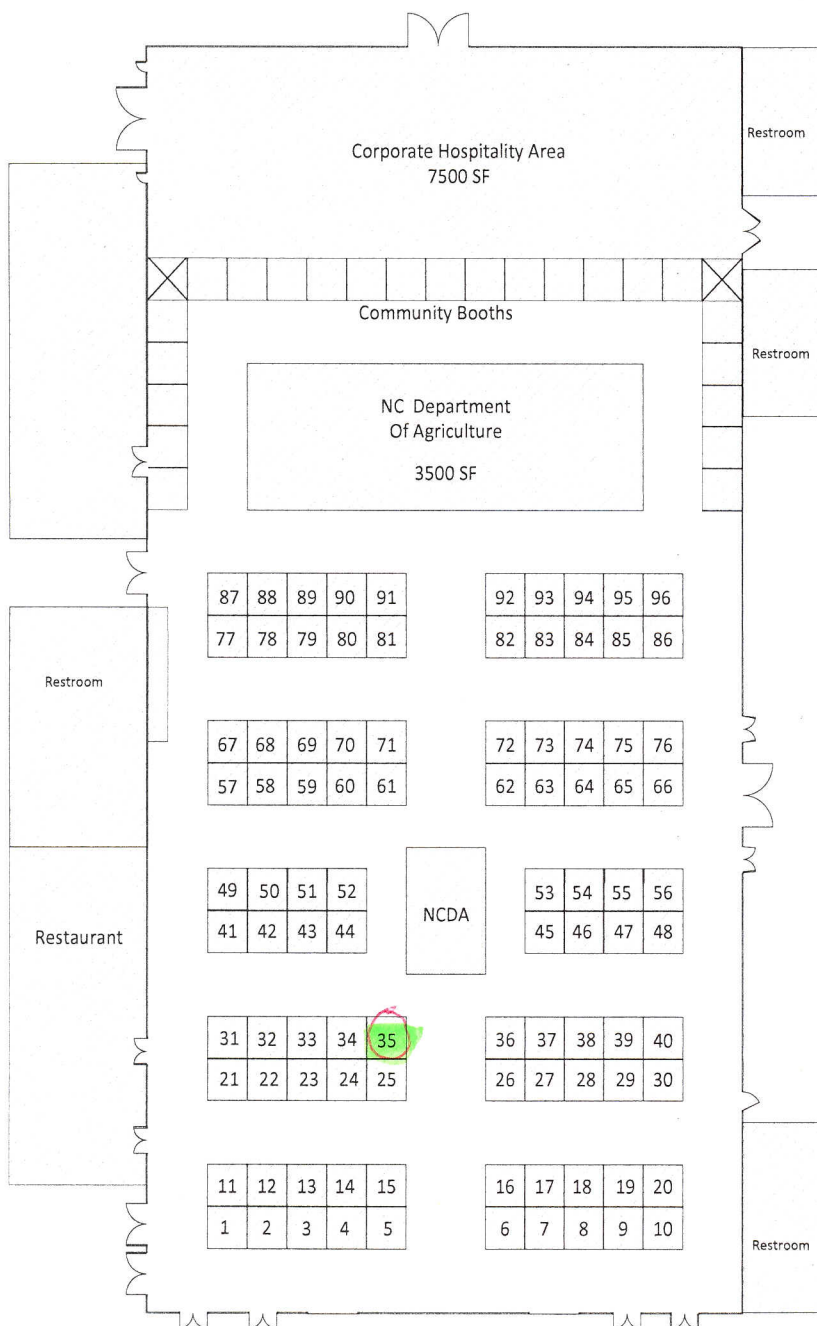 Restroom
Corporate Hospitality Area
7500 SF
Community Booths
Restroom
NC Department
Of Agriculture
3500 SF
87 88 89 90 91 92 93 94 95 96
77 78 79 80 81 82 83 84 85 86
Restroom
67 68 69 70 71 72 73 74 75 76
57 58 59 60 61 62 63 64 65 66
49 50 51 52 53 54 55 56
NCDA
41 42 43 44 45 46 47 48
Restaurant
31 32 33 34 35 36 37 38 39 40
21 22 23 24 25 26 27 28 29 30
11 12 13 14 15 16 17 18 19 20
1 2 3 4 5 6 7 8 9 10
Restroom